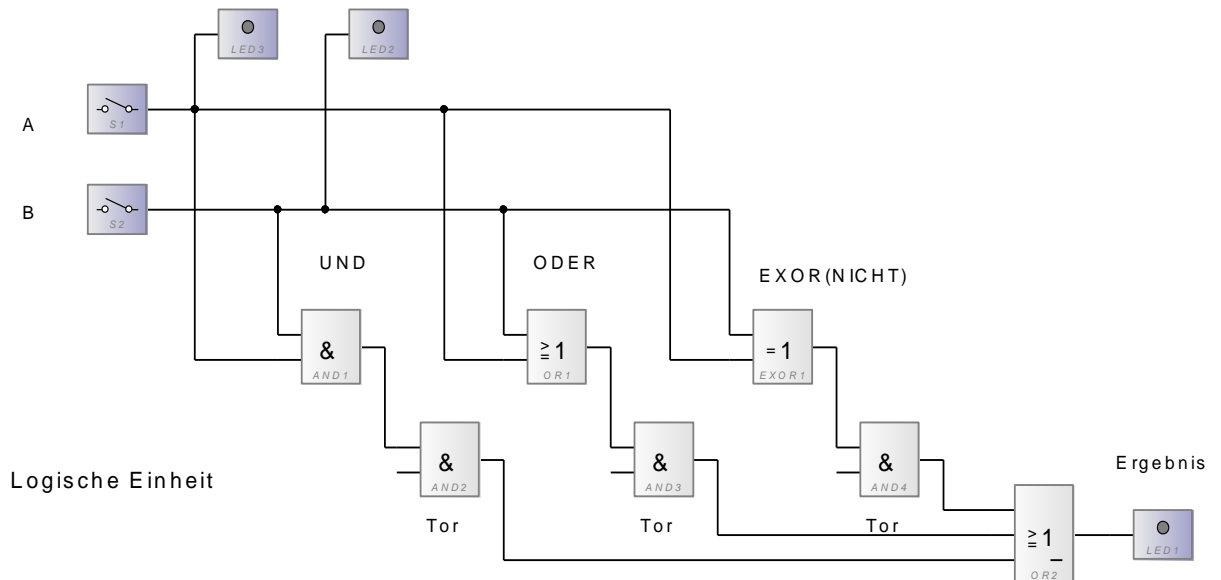 LED3
LED2
A
S1
B
S2
UND
ODER
EXOR(NICHT)
&
AND1
≧1
OR1
=1
EXOR1
Logische Einheit
&
AND2
&
AND3
&
AND4
Ergebnis
Tor
Tor
Tor
≧1
OR2
LED1